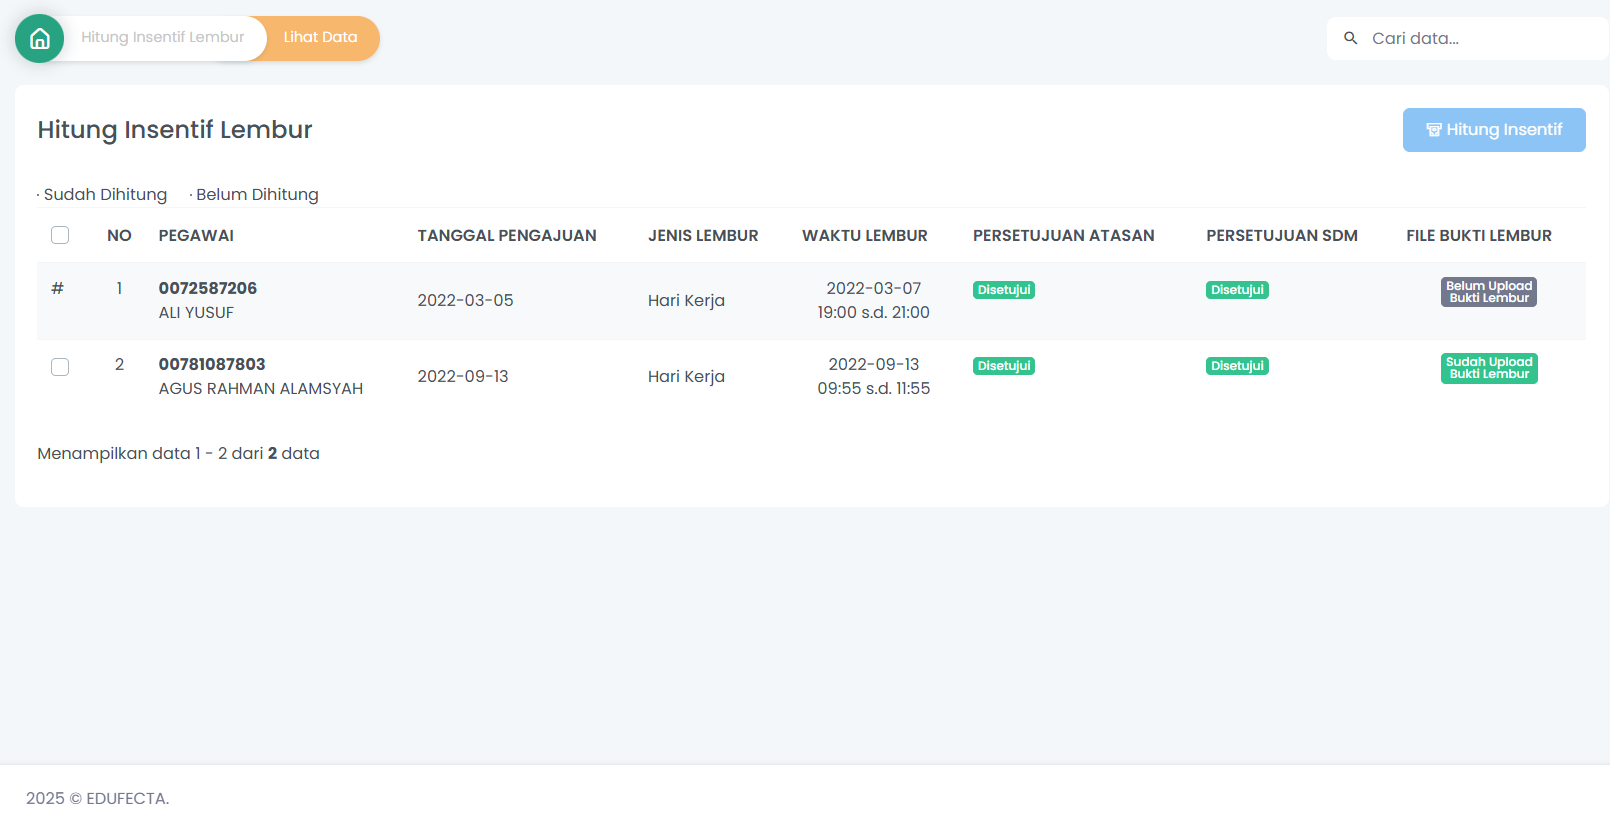 Hitung Insentif Lembur
Lihat Data
Cari data...
Hitung Insentif Lembur
Hitung Insentif
· Sudah Dihitung · Belum Dihitung
NO PEGAWAI TANGGAL PENGAJUAN JENIS LEMBUR WAKTU LEMBUR PERSETUJUAN ATASAN PERSETUJUAN SDM FILE BUKTI LEMBUR
# 1 0072587206
ALI YUSUF
2022-03-05
Hari Kerja
2022-03-07
19:00 s.d. 21:00
Disetujui
Disetujui
Belum Upload
Bukti Lembur
2 00781087803
AGUS RAHMAN ALAMSYAH
2022-09-13
Hari Kerja
2022-09-13
09:55 s.d. 11:55
Disetujui
Disetujui
Sudah Upload
Bukti Lembur
Menampilkan data 1 - 2 dari 2 data
2025 © EDUFECTA.